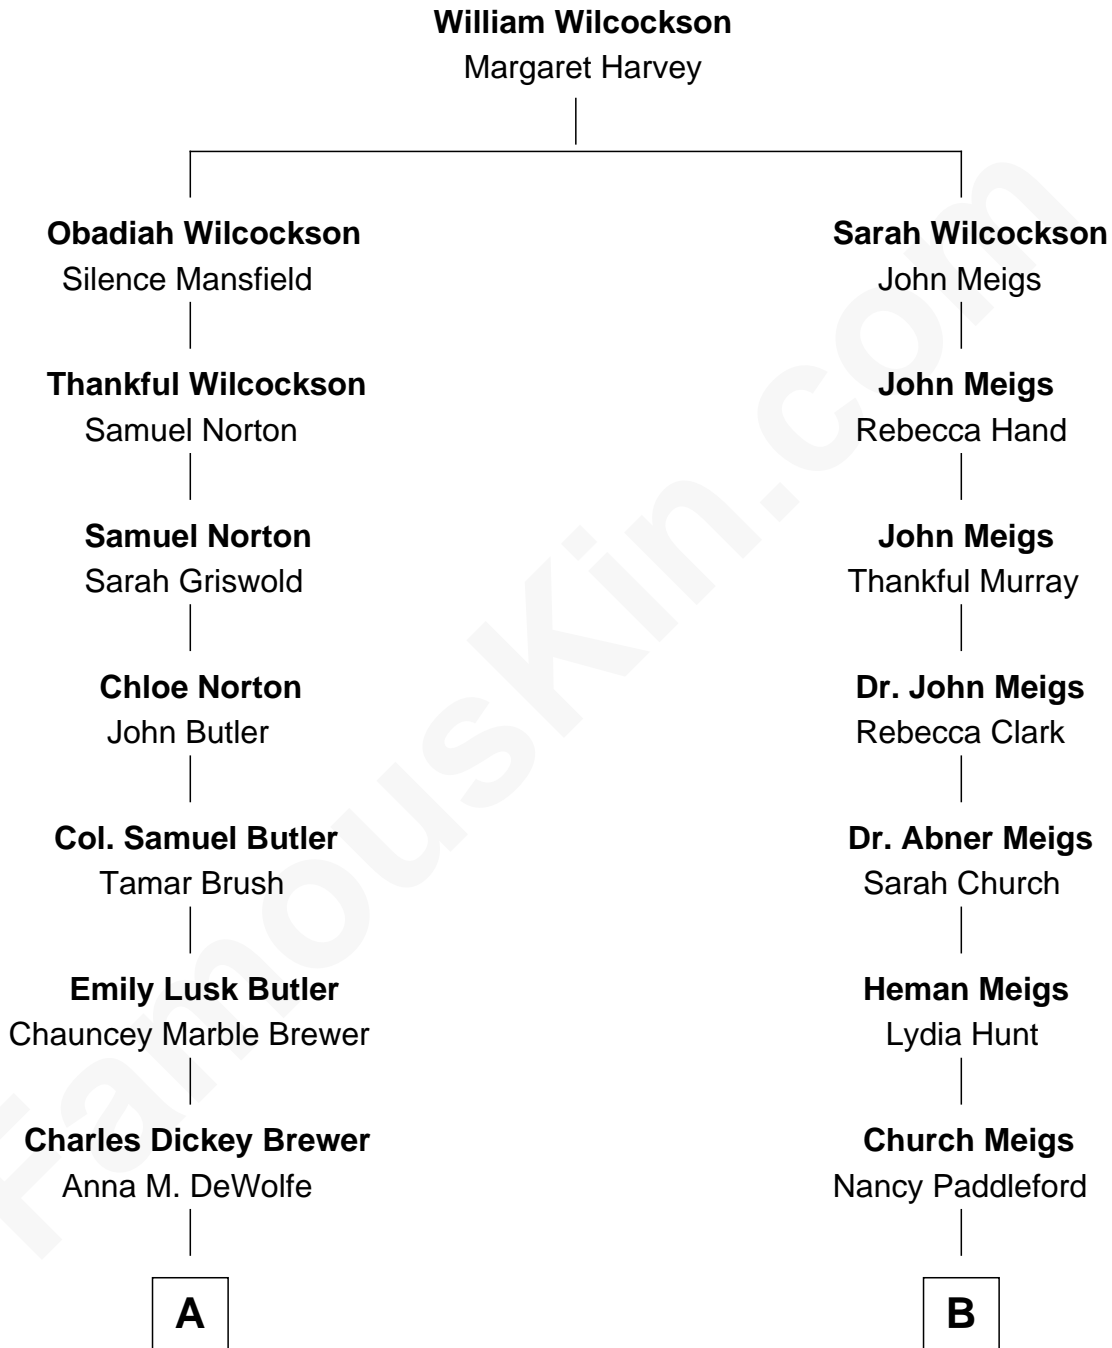 William Wilcockson
Margaret Harvey
Obadiah Wilcockson
Silence Mansfield
Sarah Wilcockson
John Meigs
Thankful Wilcockson
Samuel Norton
John Meigs
Rebecca Hand
Samuel Norton
Sarah Griswold
John Meigs
Thankful Murray
Chloe Norton
John Butler
Dr. John Meigs
Rebecca Clark
Col. Samuel Butler
Tamar Brush
Dr. Abner Meigs
Sarah Church
Emily Lusk Butler
Chauncey Marble Brewer
Heman Meigs
Lydia Hunt
Charles Dickey Brewer
Anna M. DeWolfe
Church Meigs
Nancy Paddleford
A
B
FamousKin.com